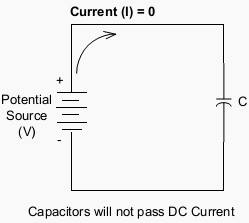 Current (I) = 0
+
Potential
Source
(V)
-
C
Capacitors will not pass DC Current